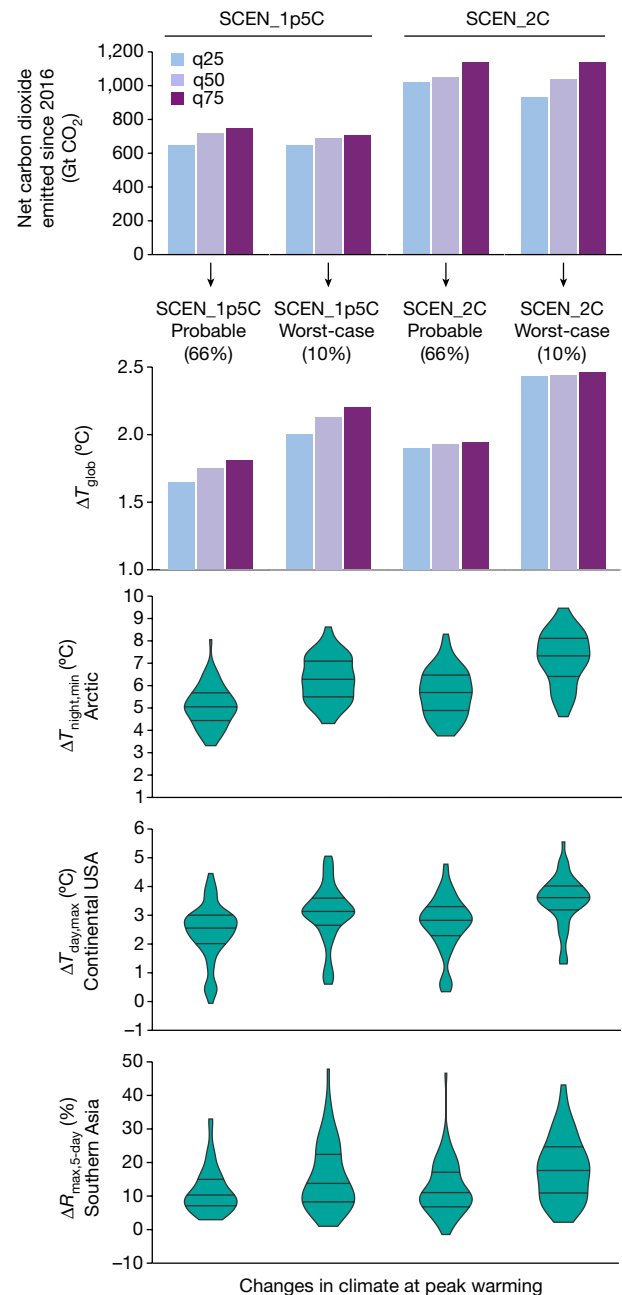 SCEN_1p5C
SCEN_2C
Net carbon dioxide
emitted since 2016
(Gt CO2)
1,200
1,000
800
600
400
200
0
q25
q50
q75
SCEN_1p5C
Probable
(66%)
SCEN_1p5C
Worst-case
(10%)
SCEN_2C
Probable
(66%)
SCEN_2C
Worst-case
(10%)
ΔTglob (ºC)
2.5
2.0
1.5
1.0
ΔTnight,min (ºC)
Arctic
10
9
8
7
6
5
4
3
2
1
ΔTday,max (ºC)
Continental USA
6
5
4
3
2
1
0
–1
ΔRmax,5-day (%)
Southern Asia
50
40
30
20
10
0
–10
Changes in climate at peak warming